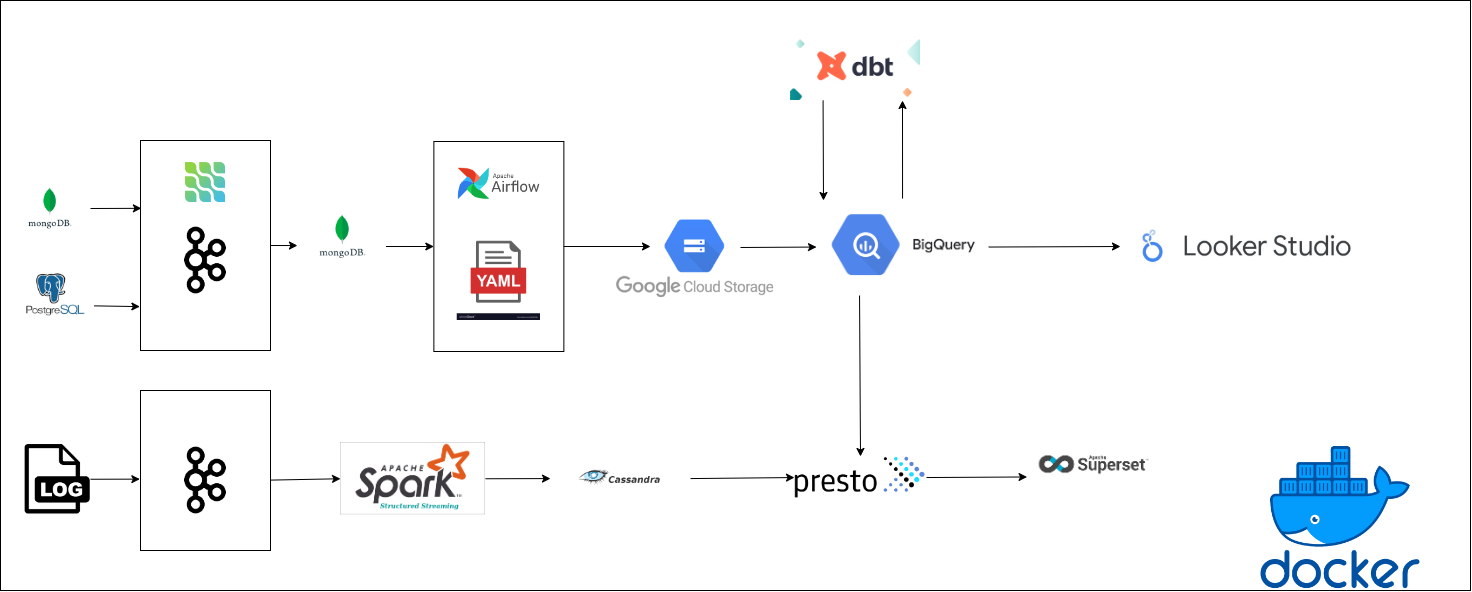 dbt
mongoDB.
PostgreSQL
Apache
Airflow
YAML
mongoDB.
Google Cloud Storage
BigQuery
Looker Studio
LOG
APACHE
Spark
Structured Streaming
Cassandra
presto
Apache
Superset
docker